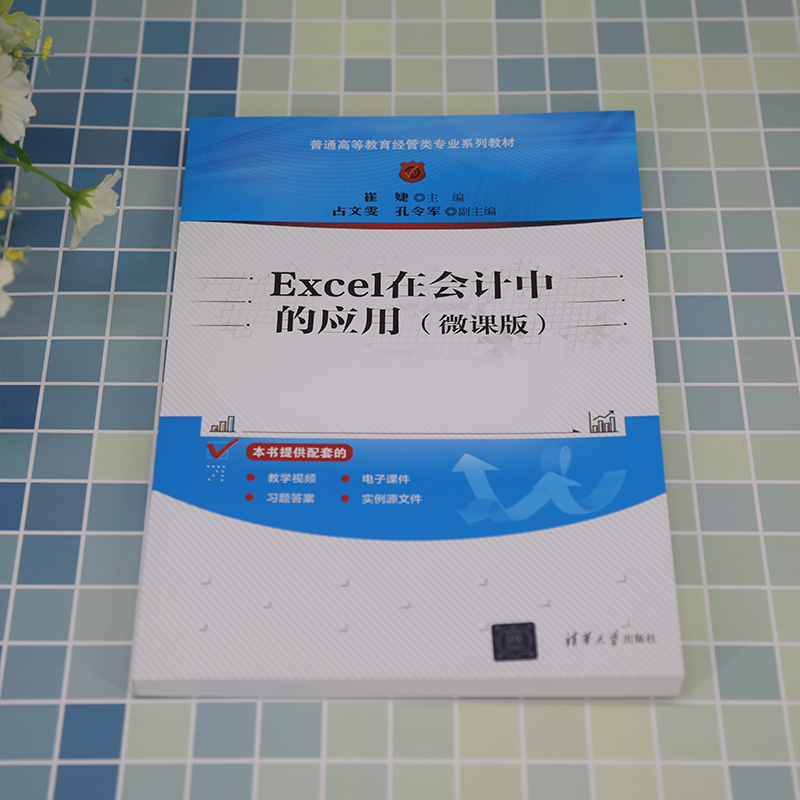 普通高等教育经管类专业系列教材
崔 婕 ◎主 编
占文雯 孔令军 ◎副主编
Excel在会计中
的应用（微课版）
本书提供配套的
教学视频 电子课件
习题答案 实例源文件
清华大学出版社